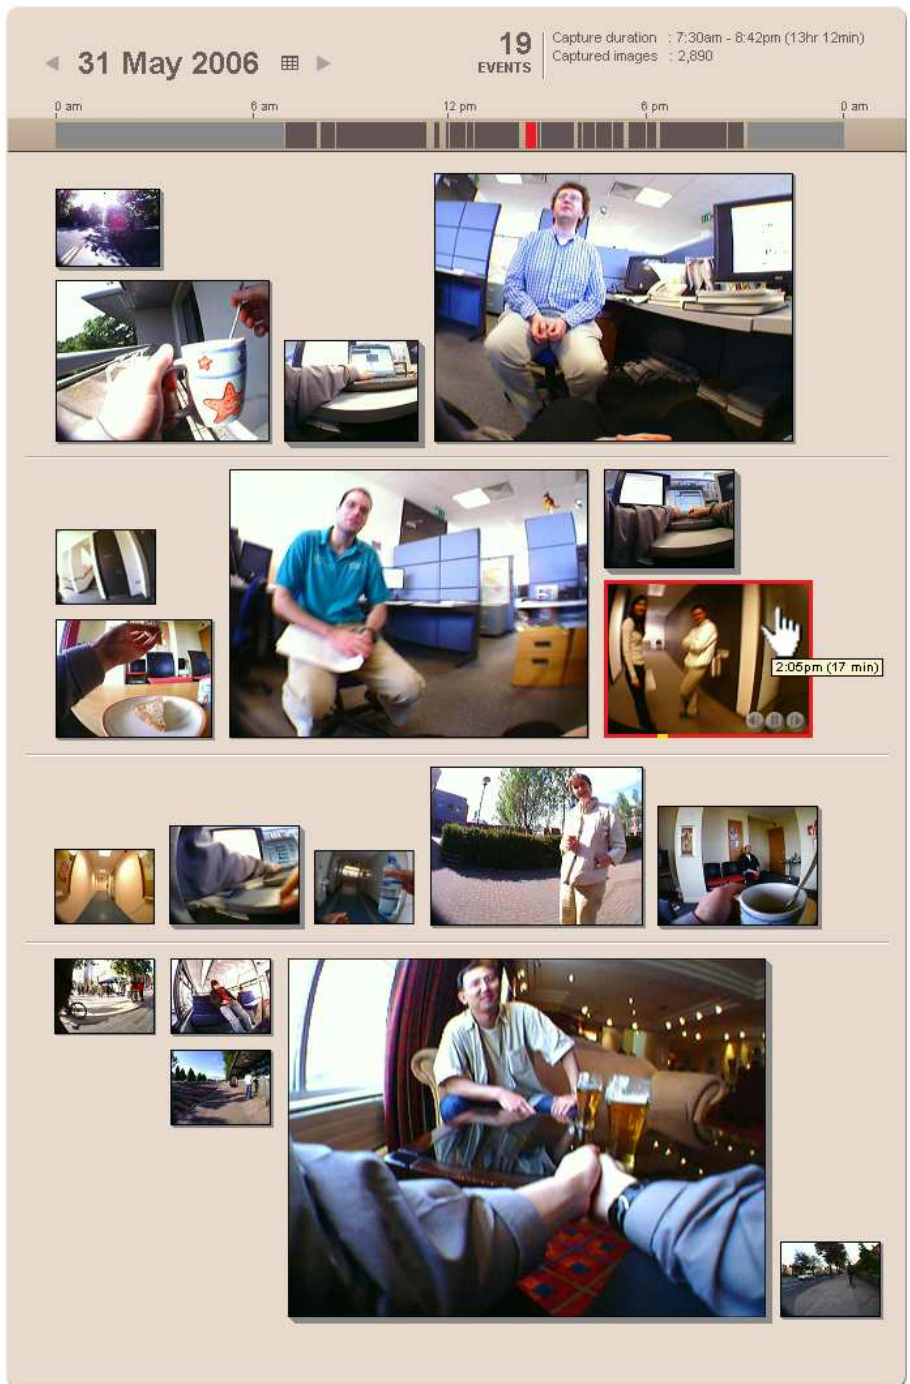 31 May 2006
19
EVENTS
Capture duration : 7:30am - 8:42pm (13hr 12min)
Captured images : 2,890
0 am
6 am
12 pm
6 pm
0 am
2:05pm (17 min)